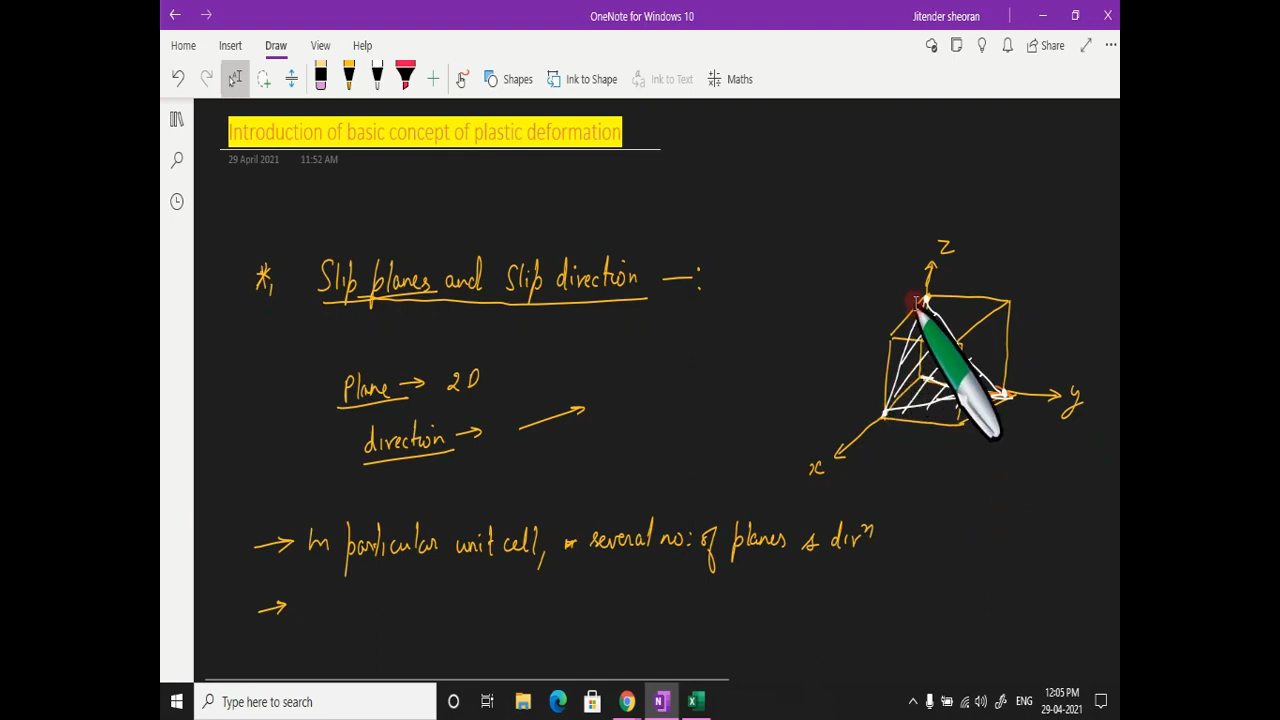 OneNote for Windows 10
Jitender sheoran
Home Insert Draw View Help
Share
Shapes
Ink to Shape
Ink to Text
Maths
Introduction of basic concept of plastic deformation
29 April 2021 11:52 AM
*, Slip planes and Slip direction —:
z
Plane → 2D
y
direction →
x
→ In particular unit cell, several no: of planes & dirⁿ
→
Type here to search
ENG
12:05 PM
29-04-2021